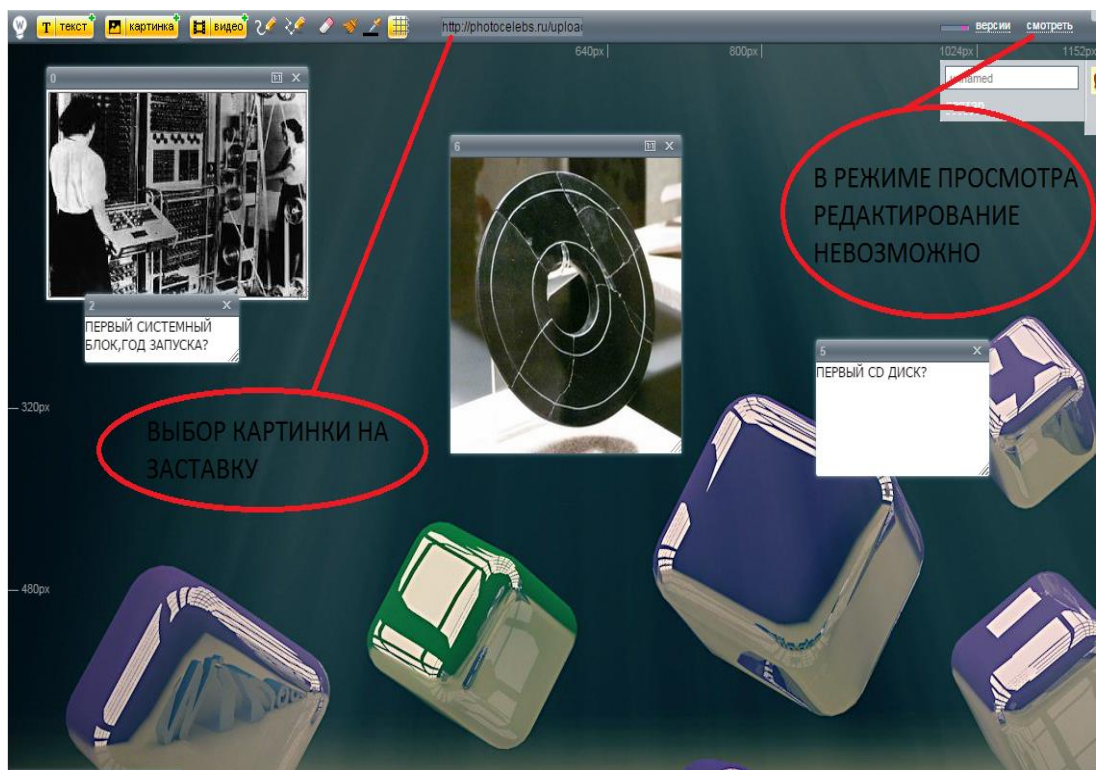 T текст картинка видео http://photocelebs.ru/uploa версии смотреть
640px 800px 1024px 1152px
unnamed
0
6
В РЕЖИМЕ ПРОСМОТРА
РЕДАКТИРОВАНИЕ
НЕВОЗМОЖНО
2
ПЕРВЫЙ СИСТЕМНЫЙ
БЛОК,ГОД ЗАПУСКА?
5
ПЕРВЫЙ CD ДИСК?
320px
ВЫБОР КАРТИНКИ НА
ЗАСТАВКУ
480px